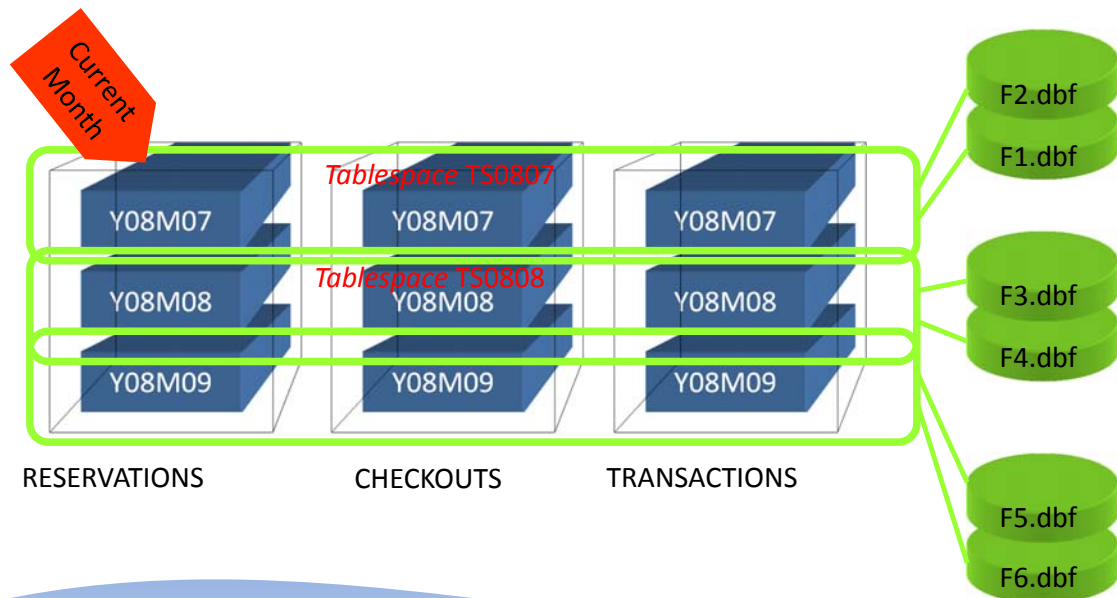 Current
Month
Tablespace TS0807
Y08M07
Y08M07
Y08M07
Tablespace TS0808
Y08M08
Y08M08
Y08M08
Y08M09
Y08M09
Y08M09
RESERVATIONS
CHECKOUTS
TRANSACTIONS
F2.dbf
F1.dbf
F3.dbf
F4.dbf
F5.dbf
F6.dbf